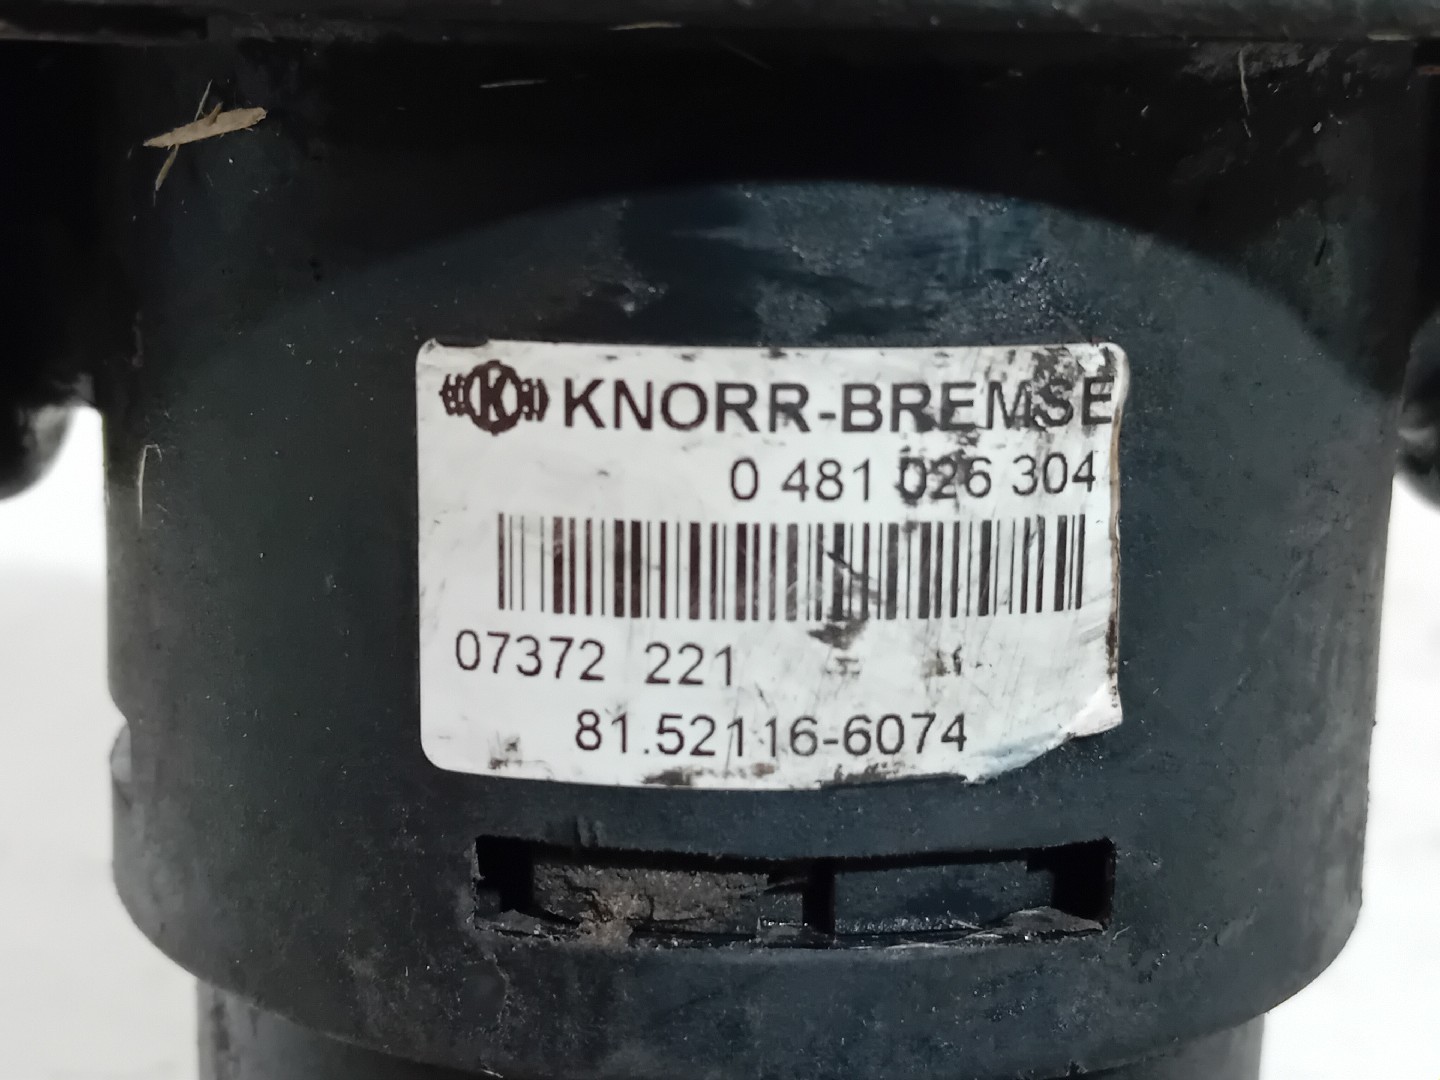 K KNORR-BREMSE
0 481 026 304
07372 221
81.52116-6074